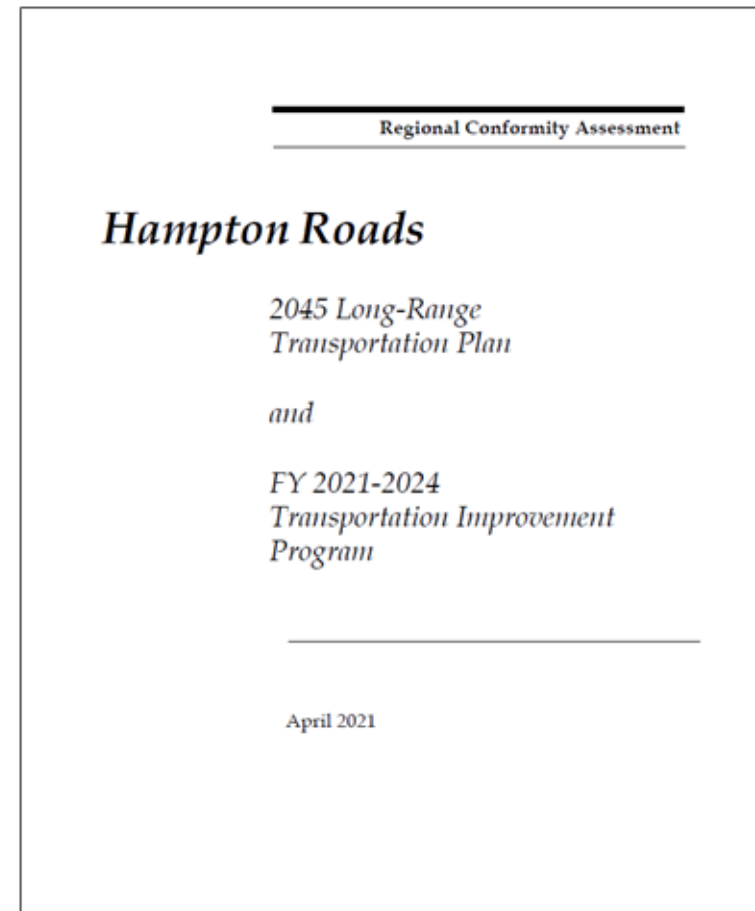 Regional Conformity Assessment
Hampton Roads
2045 Long-Range
Transportation Plan
and
FY 2021-2024
Transportation Improvement
Program
April 2021